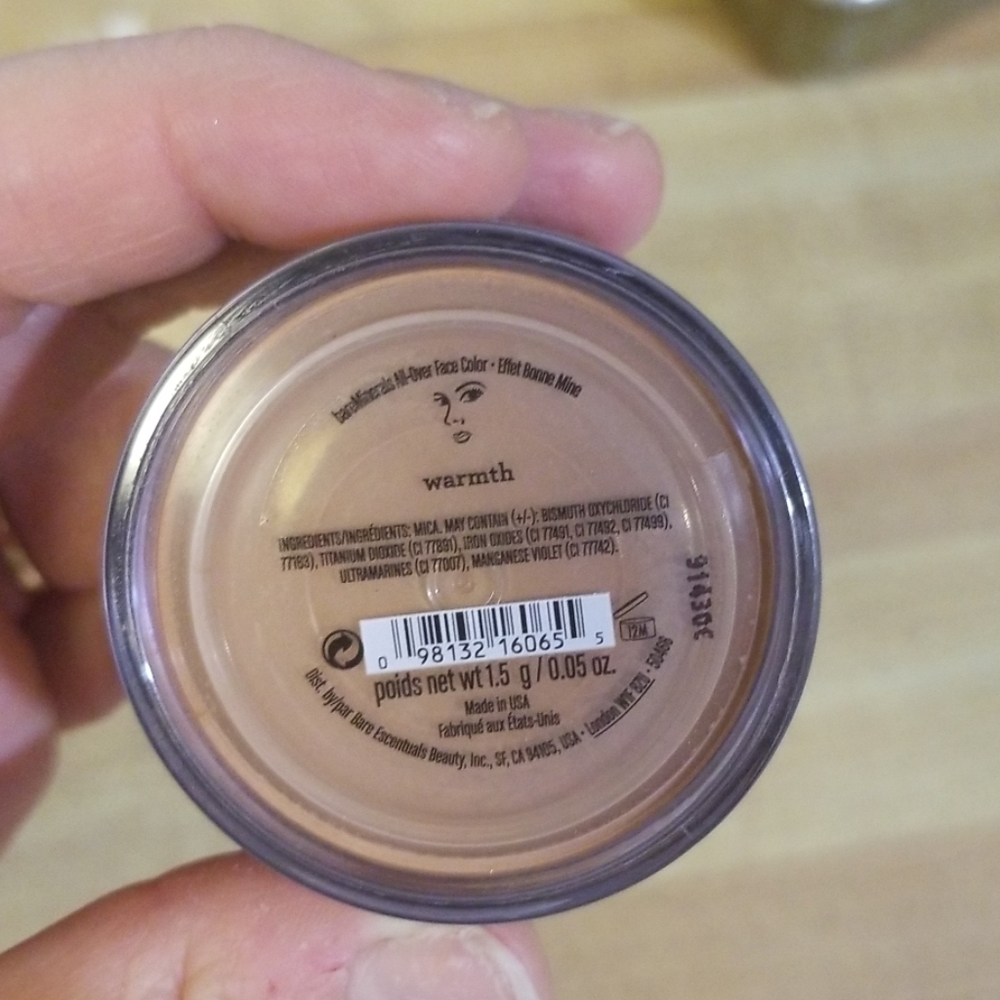 bareMinerals All-Over Face Color • Effet Bonne Mine
warmth
INGREDIENTS/INGRÉDIENTS: MICA. MAY CONTAIN (+/-): BISMUTH OXYCHLORIDE (CI
77163), TITANIUM DIOXIDE (CI 77891), IRON OXIDES (CI 77491, CI 77492, CI 77499),
ULTRAMARINES (CI 77007), MANGANESE VIOLET (CI 77742).
0 98132 16065 5
12M
poids net wt 1.5 g / 0.05 oz.
Made in USA
Fabriqué aux États-Unis
Dist. by/par Bare Escentuals Beauty, Inc., SF, CA 94105, USA • London W1F 9ZU •